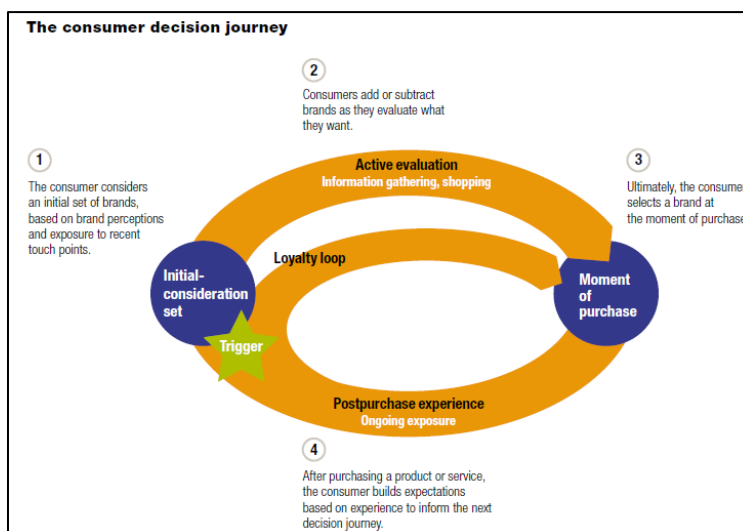 The consumer decision journey
2
Consumers add or subtract
brands as they evaluate what
they want.
1
The consumer considers
an initial set of brands,
based on brand perceptions
and exposure to recent
touch points.
Active evaluation
Information gathering, shopping
3
Ultimately, the consumer
selects a brand at
the moment of purchase
Loyalty loop
Initial-
consideration
set
Moment
of
purchase
Trigger
Postpurchase experience
Ongoing exposure
4
After purchasing a product or service,
the consumer builds expectations
based on experience to inform the next
decision journey.